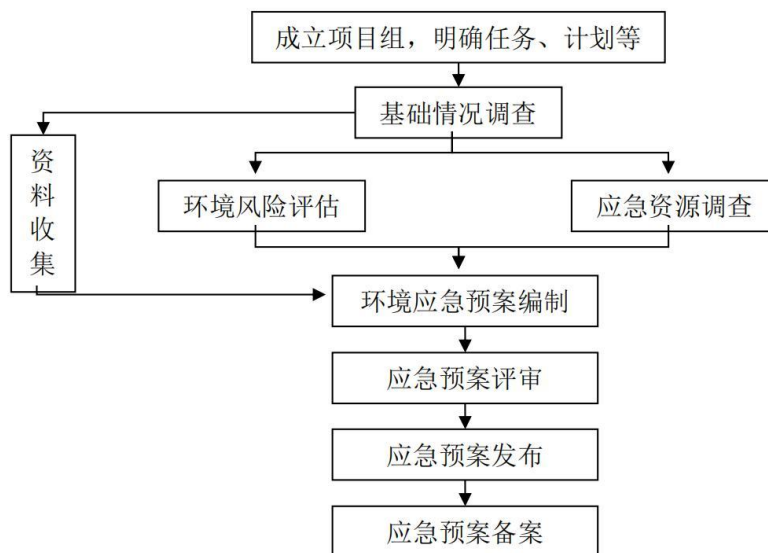 成立项目组，明确任务、计划等
基础情况调查
资料收集
环境风险评估
应急资源调查
环境应急预案编制
应急预案评审
应急预案发布
应急预案备案